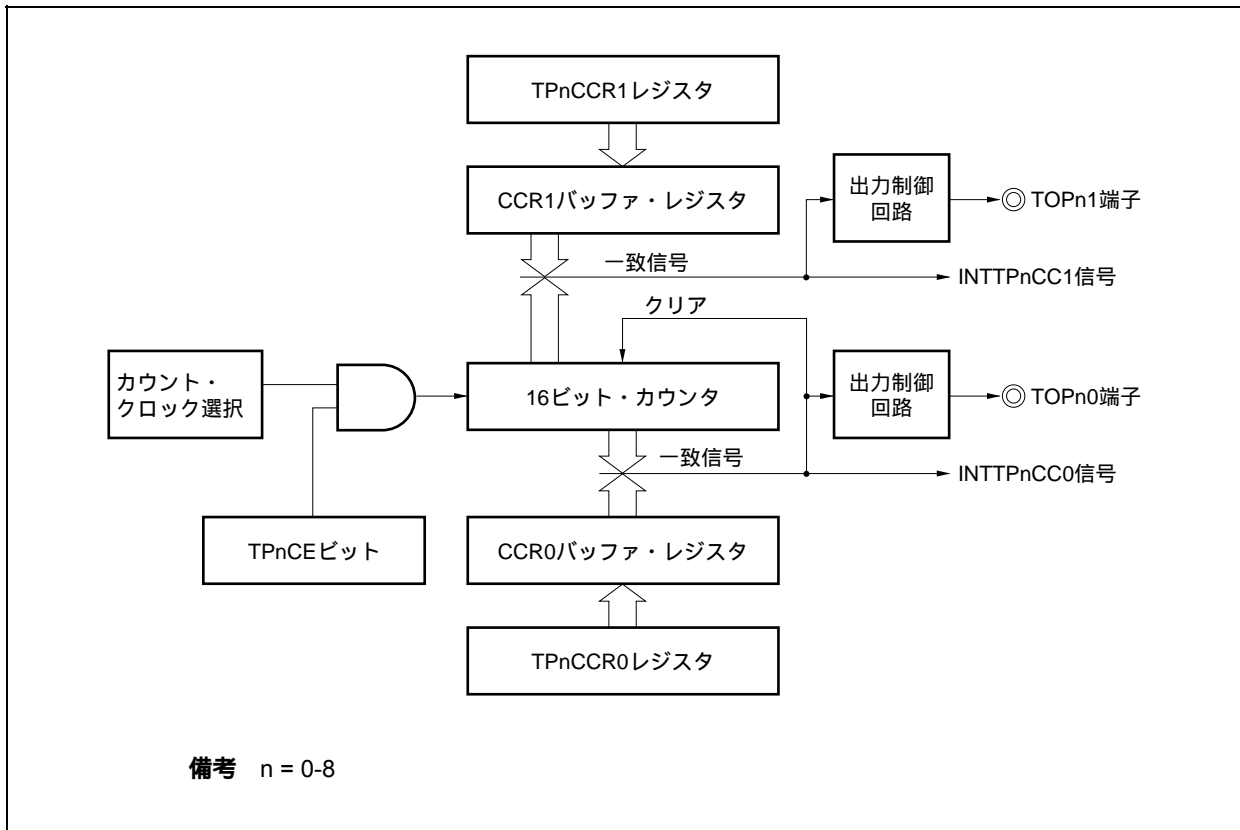 TPnCCR1レジスタ
CCR1バッファ・レジスタ
出力制御
回路
TOPn1端子
一致信号
INTTPnCC1信号
クリア
カウント・
クロック選択
16ビット・カウンタ
出力制御
回路
TOPn0端子
一致信号
INTTPnCC0信号
TPnCEビット
CCR0バッファ・レジスタ
TPnCCR0レジスタ
備考 n = 0-8